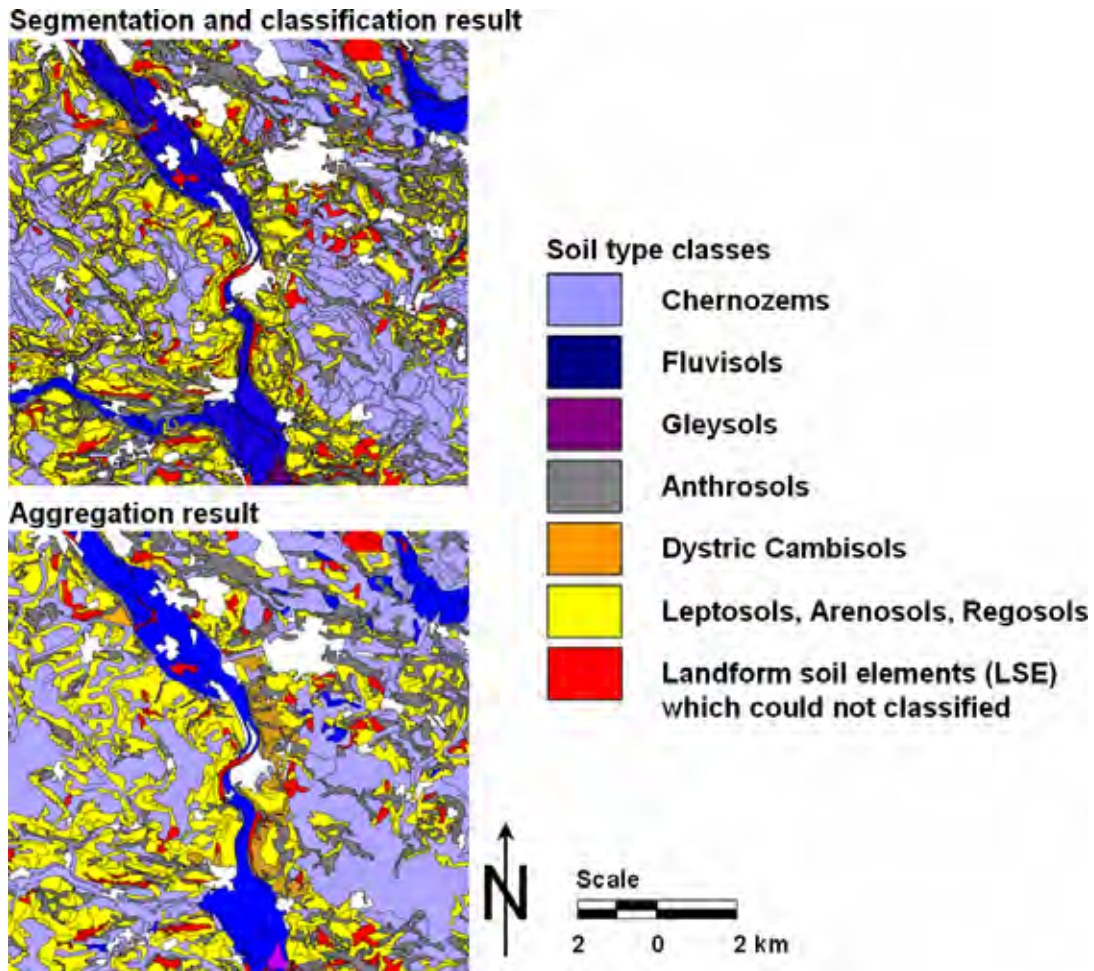 Segmentation and classification result
Aggregation result
Soil type classes
Chernozems
Fluvisols
Gleysols
Anthrosols
Dystric Cambisols
Leptosols, Arenosols, Regosols
Landform soil elements (LSE)
which could not classified
N
Scale
2 0 2 km